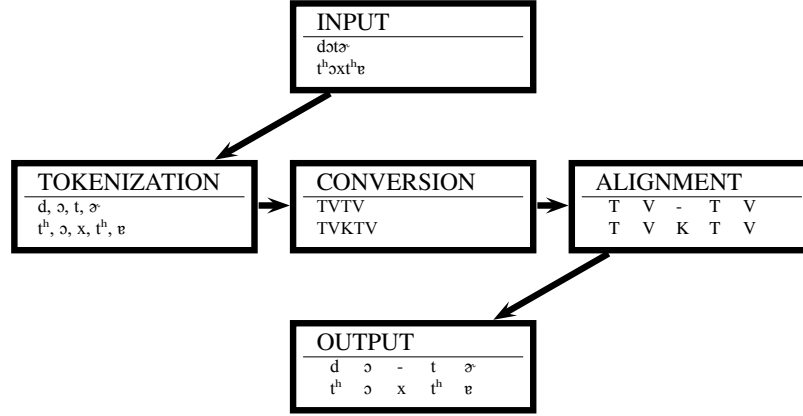 INPUT
dɔtɚ
tʰɔxtʰɐ
TOKENIZATION
d, ɔ, t, ɚ
tʰ, ɔ, x, tʰ, ɐ
CONVERSION
TVTV
TVKTV
ALIGNMENT
T V - T V
T V K T V
OUTPUT
d ɔ - t ɚ
tʰ ɔ x tʰ ɐ